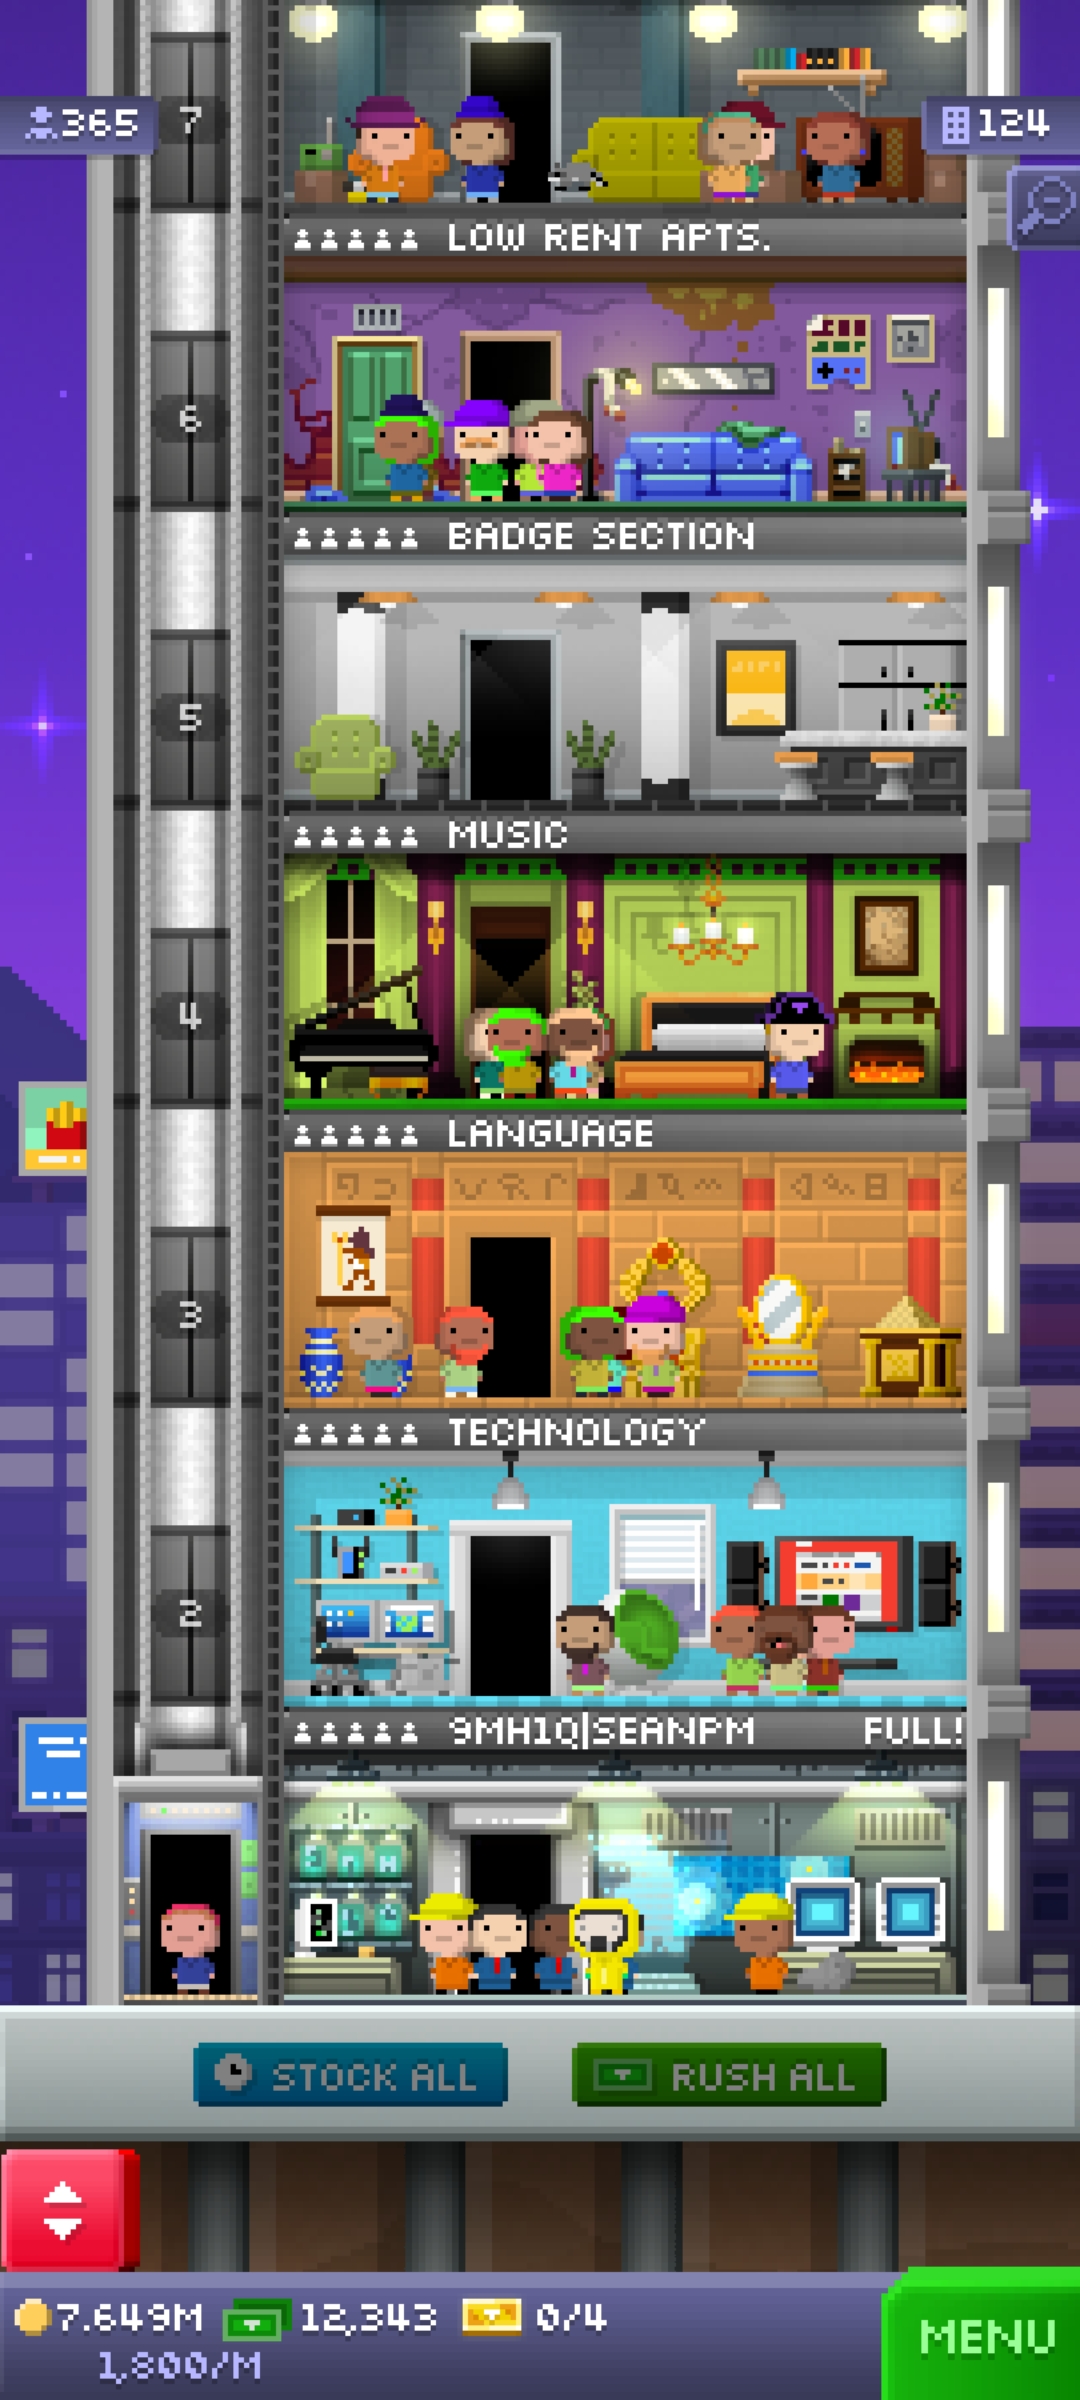 365
7
124
LOW RENT APTS.
6
BADGE SECTION
5
MUSIC
4
LANGUAGE
3
TECHNOLOGY
2
9MH1Q|SEANPM FULL!
STOCK ALL
RUSH ALL
7.649M 12,343 0/4
1,800/M
MENU